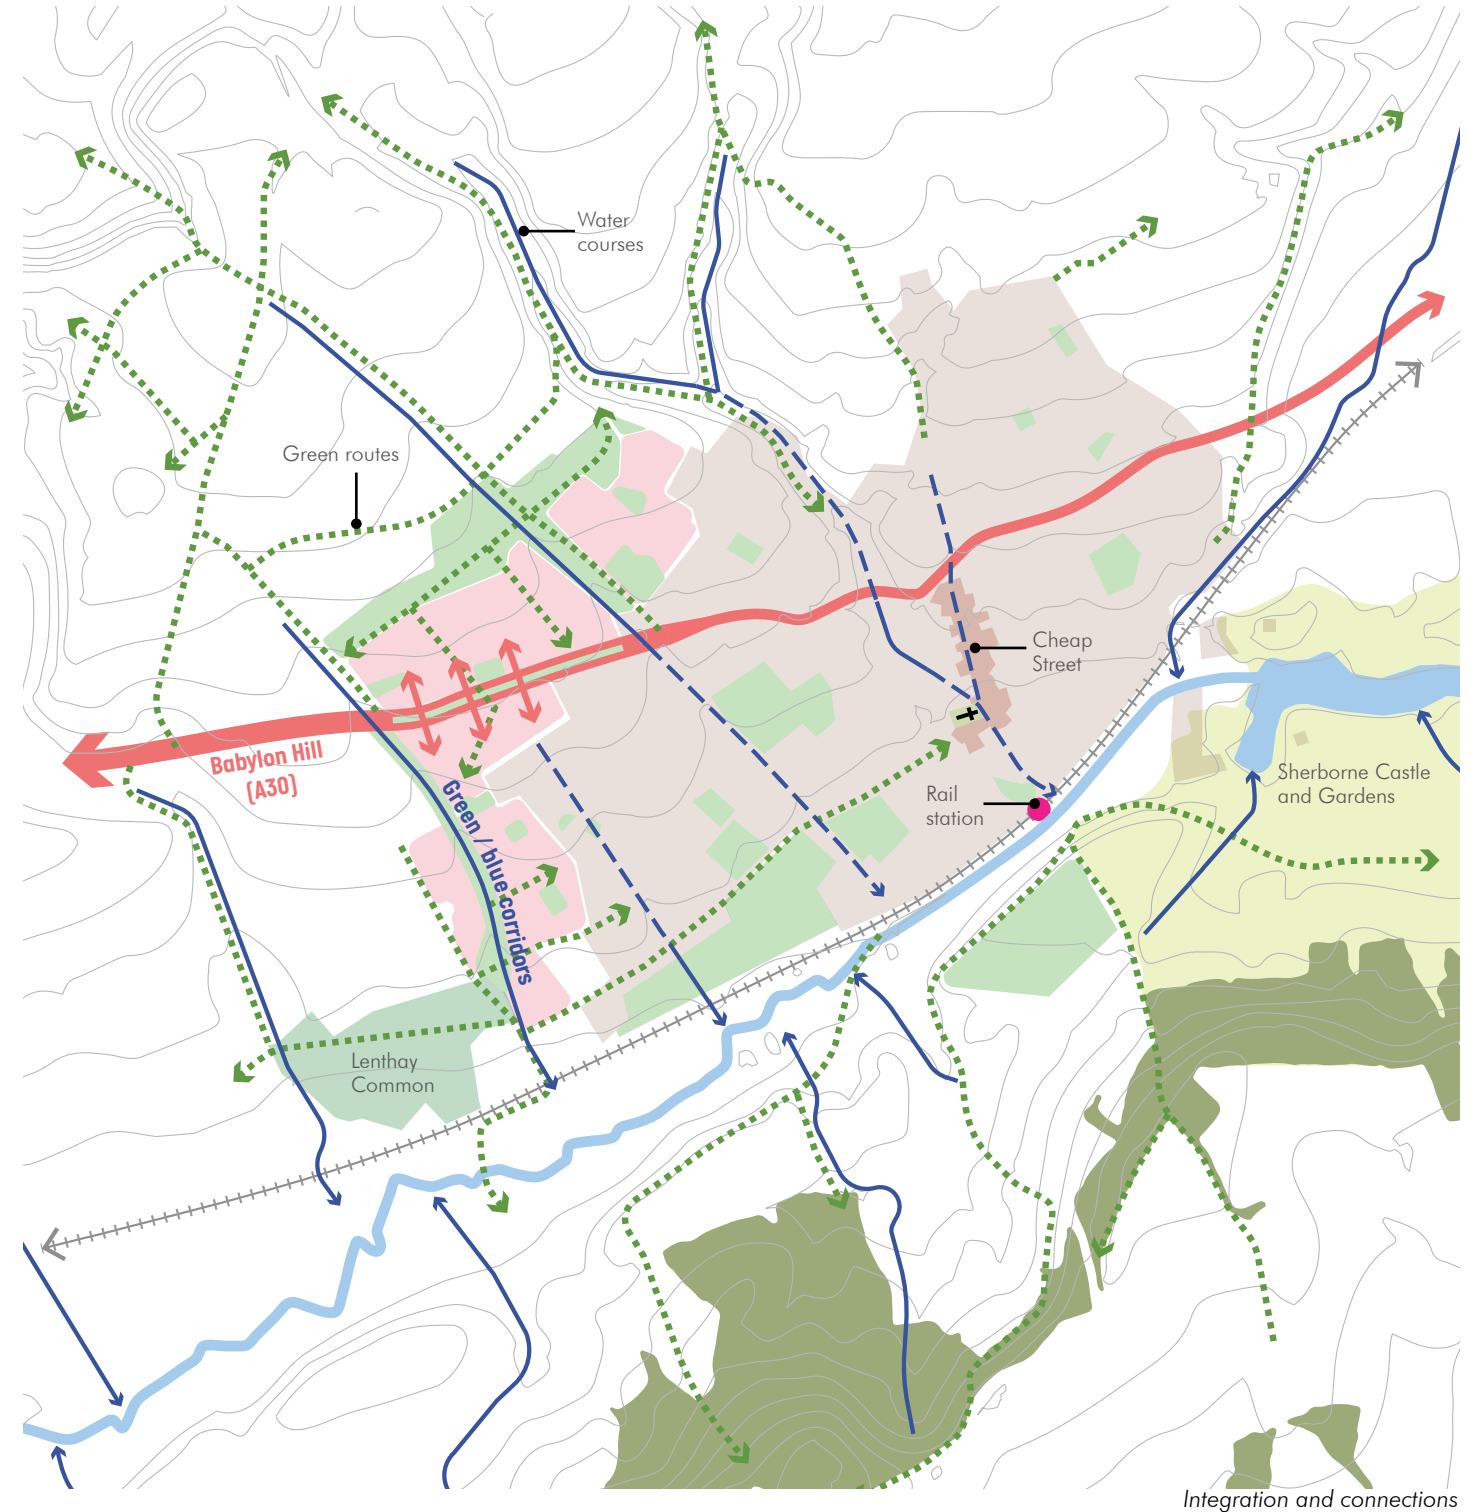 Water
courses
Green routes
Cheap
Street
Babylon Hill
(A30)
Sherborne Castle
and Gardens
Rail
station
Green / blue corridors
Lenthay
Common
Integration and connections